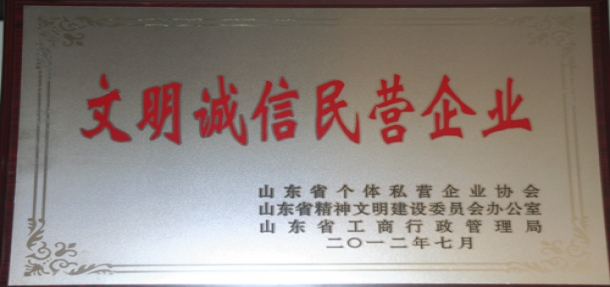 文明诚信民营企业
山东省个体私营企业协会
山东省精神文明建设委员会办公室
山东省工商行政管理局
二〇一二年七月